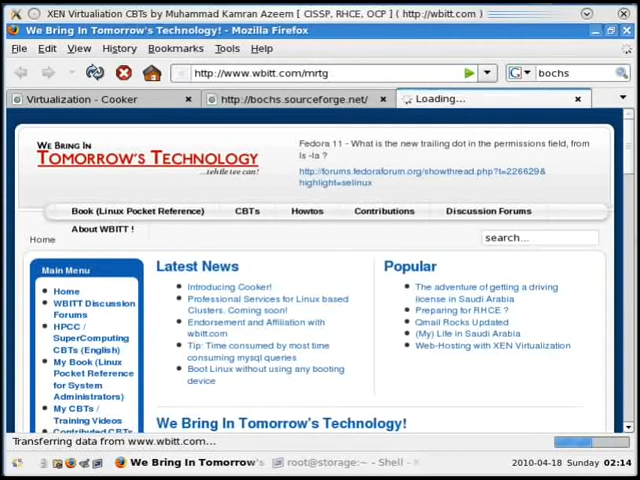 XEN Virtualiation CBTs by Muhammad Kamran Azeem [ CISSP, RHCE, OCP ] ( http://wbitt.com )
We Bring In Tomorrow's Technology! - Mozilla Firefox
File Edit View History Bookmarks Tools Help
http://www.wbitt.com/mrtg
bochs
Virtualization - Cooker
http://bochs.sourceforge.net/
Loading...
WE BRING IN
TOMORROW'S TECHNOLOGY
...tehtle we can!
Fedora 11 - What is the new trailing dot in the permissions field, from
ls -la ?
http://forums.fedoraforum.org/showthread.php?t=226629&
highlight=selinux
Book (Linux Pocket Reference) CBTs Howtos Contributions Discussion Forums
About WBITT !
Home
search...
Main Menu
Home
WBITT Discussion
Forums
HPCC /
SuperComputing
CBTs (English)
My Book (Linux
Pocket Reference
for System
Administrators)
My CBTs /
Training Videos
Contributed CBTs
Latest News
Introducing Cooker!
Professional Services for Linux based
Clusters. Coming soon!
Endorsement and Affiliation with
wbitt.com
Tip: Time consumed by most time
consuming mysql queries
Boot Linux without using any booting
device
Popular
The adventure of getting a driving
license in Saudi Arabia
Preparing for RHCE ?
Qmail Rocks Updated
(My) Life in Saudi Arabia
Web-Hosting with XEN Virtualization
We Bring In Tomorrow's Technology!
Transferring data from www.wbitt.com...
We Bring In Tomorrow's
root@storage:~ - Shell - K
2010-04-18 Sunday 02:14